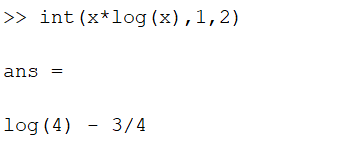 >> int(x*log(x),1,2)
ans =
log(4) - 3/4